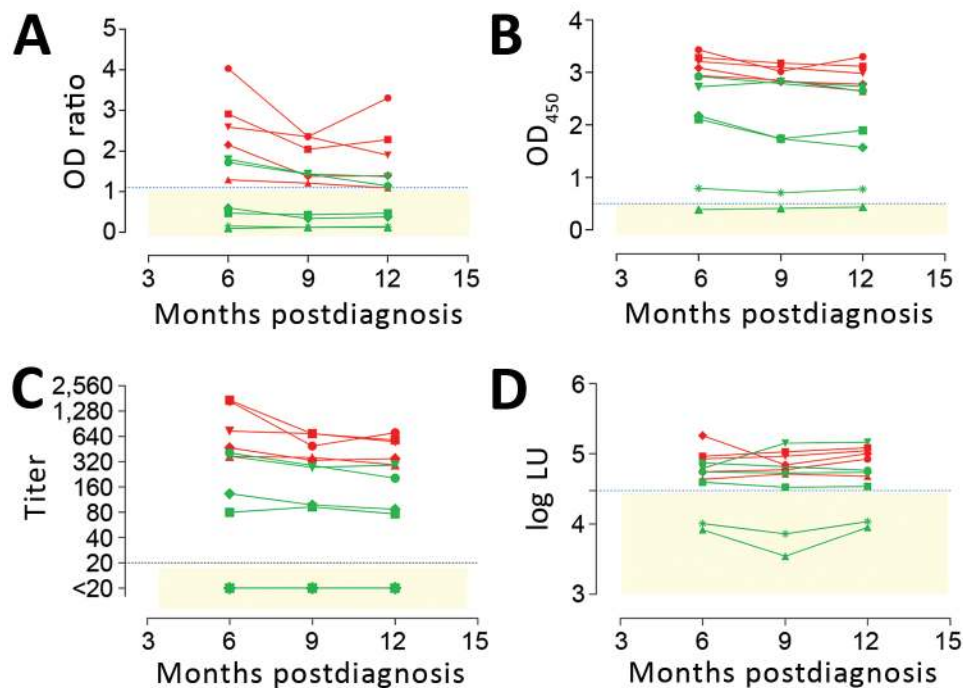 A
OD ratio
5
4
3
2
1
0
3 6 9 12 15
Months postdiagnosis
B
OD450
4
3
2
1
0
3 6 9 12 15
Months postdiagnosis
C
Titer
2,560
1,280
640
320
160
80
40
20
<20
3 6 9 12 15
Months postdiagnosis
D
log LU
6
5
4
3
3 6 9 12 15
Months postdiagnosis